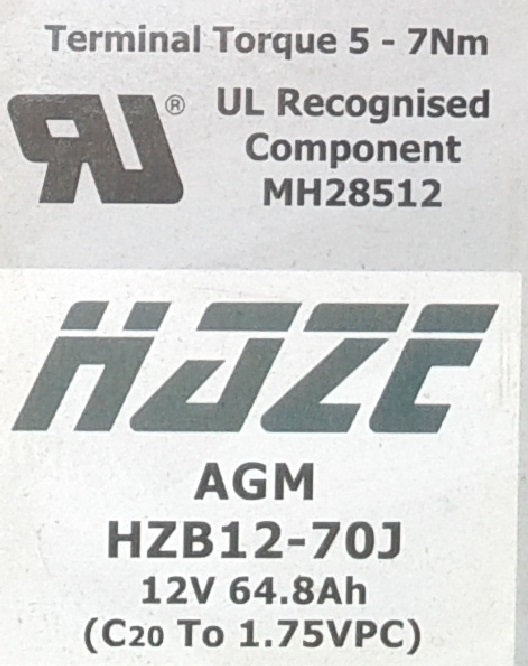 Terminal Torque 5 - 7Nm
RU® UL Recognised
Component
MH28512
HAZE
AGM
HZB12-70J
12V 64.8Ah
(C20 To 1.75VPC)